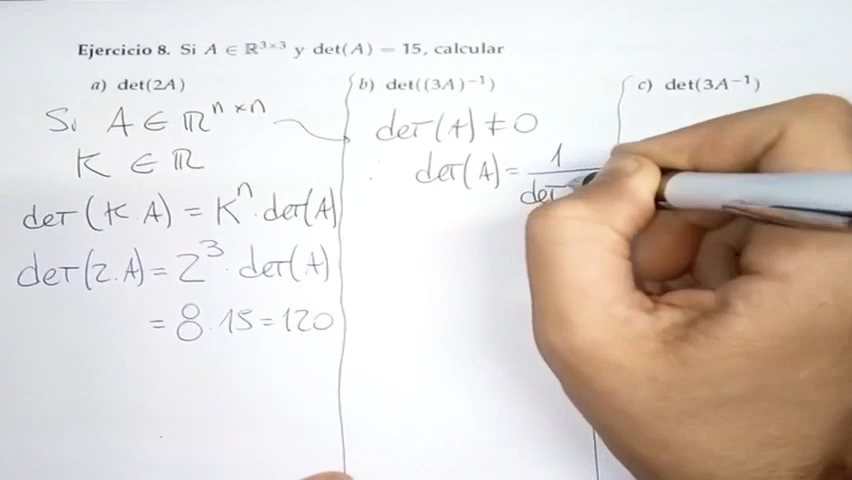 Ejercicio 8. Si A ∈ ℝ³ˣ³ y det(A) = 15, calcular
a) det(2A)
Si A ∈ ℝⁿˣⁿ
K ∈ ℝ
det(K.A) = Kⁿ.det(A)
det(2.A) = 2³.det(A)
= 8.15 = 120
b) det((3A)⁻¹)
det(A) ≠ 0
det(A) = 1/det
c) det(3A⁻¹)